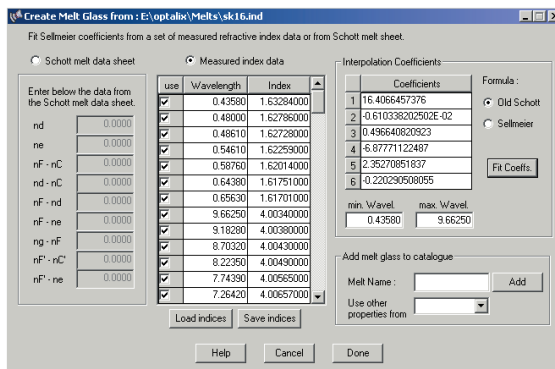 Create Melt Glass from : E:\optalix\Melts\sk16.ind
Fit Sellmeier coefficients from a set of measured refractive index data or from Schott melt sheet.
Schott melt data sheet
Measured index data
Enter below the data from
the Schott melt data sheet.
nd 0.0000
ne 0.0000
nF - nC 0.0000
nd - nC 0.0000
nF - nd 0.0000
nF - ne 0.0000
ng - nF 0.0000
nF' - nC' 0.0000
nF' - ne 0.0000
use Wavelength Index
0.43580 1.63284000
0.48000 1.62786000
0.48610 1.62728000
0.54610 1.62259000
0.58760 1.62014000
0.64380 1.61751000
0.65630 1.61701000
9.66250 4.00340000
9.18280 4.00380000
8.70320 4.00430000
8.22350 4.00490000
7.74390 4.00565000
7.26420 4.00657000
Load indices Save indices
Interpolation Coefficients
Coefficients
1 16.4066457376
2 -0.610338202502E-02
3 0.496640820923
4 -6.87771122487
5 2.35270851837
6 -0.220290508055
Formula :
Old Schott
Sellmeier
Fit Coeffs.
min. Wavel. max. Wavel.
0.43580 9.66250
Add melt glass to catalogue
Melt Name : Add
Use other
properties from
Help Cancel Done